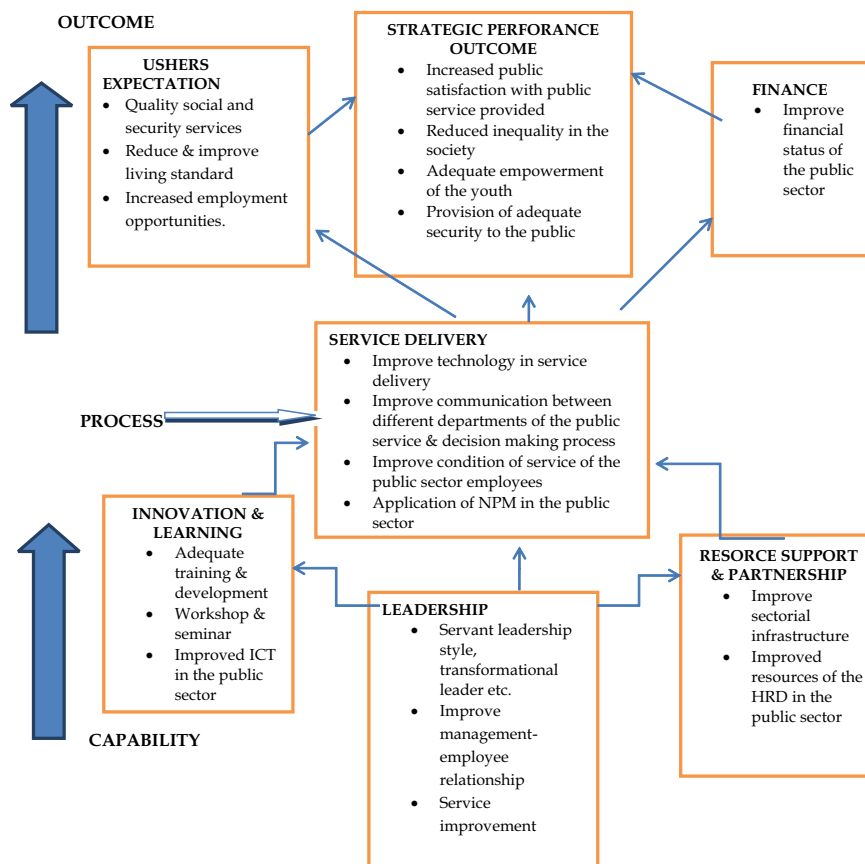 OUTCOME
USHERS
EXPECTATION
• Quality social and
security services
• Reduce & improve
living standard
• Increased employment
opportunities.
STRATEGIC PERFORANCE
OUTCOME
• Increased public
satisfaction with public
service provided
• Reduced inequality in the
society
• Adequate empowerment
of the youth
• Provision of adequate
security to the public
FINANCE
• Improve
financial
status of
the public
sector
SERVICE DELIVERY
• Improve technology in service
delivery
• Improve communication between
different departments of the public
service & decision making process
• Improve condition of service of the
public sector employees
• Application of NPM in the public
sector
PROCESS
INNOVATION &
LEARNING
• Adequate
training &
development
• Workshop &
seminar
• Improved ICT
in the public
sector
LEADERSHIP
• Servant leadership
style,
transformational
leader etc.
• Improve
management-
employee
relationship
• Service
improvement
RESORCE SUPPORT
& PARTNERSHIP
• Improve
sectorial
infrastructure
• Improved
resources of the
HRD in the
public sector
CAPABILITY